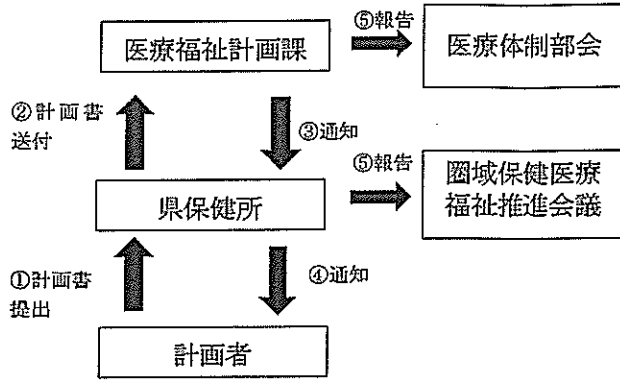 ⑤報告
医療福祉計画課
医療体制部会
②計画書
送付
③通知
⑤報告
圏域保健医療
福祉推進会議
県保健所
①計画書
提出
④通知
計画者